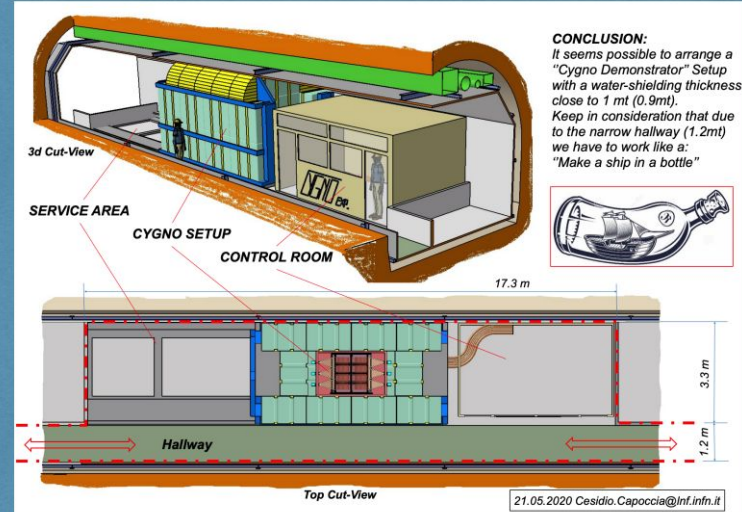 CONCLUSION:
It seems possible to arrange a
"Cygno Demonstrator" Setup
with a water-shielding thickness
close to 1 mt (0.9mt).
Keep in consideration that due
to the narrow hallway (1.2mt)
we have to work like a:
"Make a ship in a bottle"
3d Cut-View
SERVICE AREA
CYGNO SETUP
CONTROL ROOM
17.3 m
3.3 m
1.2 m
Hallway
Top Cut-View
21.05.2020 Cesidio.Capoccia@lnf.infn.it